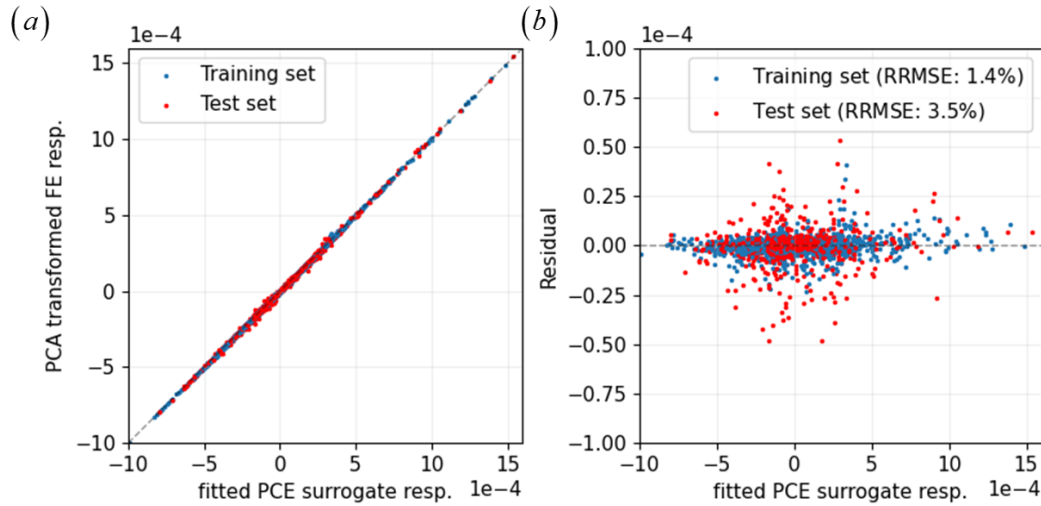 (a)
1e−4
Training set
Test set
PCA transformed FE resp.
15
10
5
0
−5
−10
−10 −5 0 5 10 15
fitted PCE surrogate resp. 1e−4
(b)
1e−4
Training set (RRMSE: 1.4%)
Test set (RRMSE: 3.5%)
Residual
1.00
0.75
0.50
0.25
0.00
−0.25
−0.50
−0.75
−1.00
−10 −5 0 5 10 15
fitted PCE surrogate resp. 1e−4